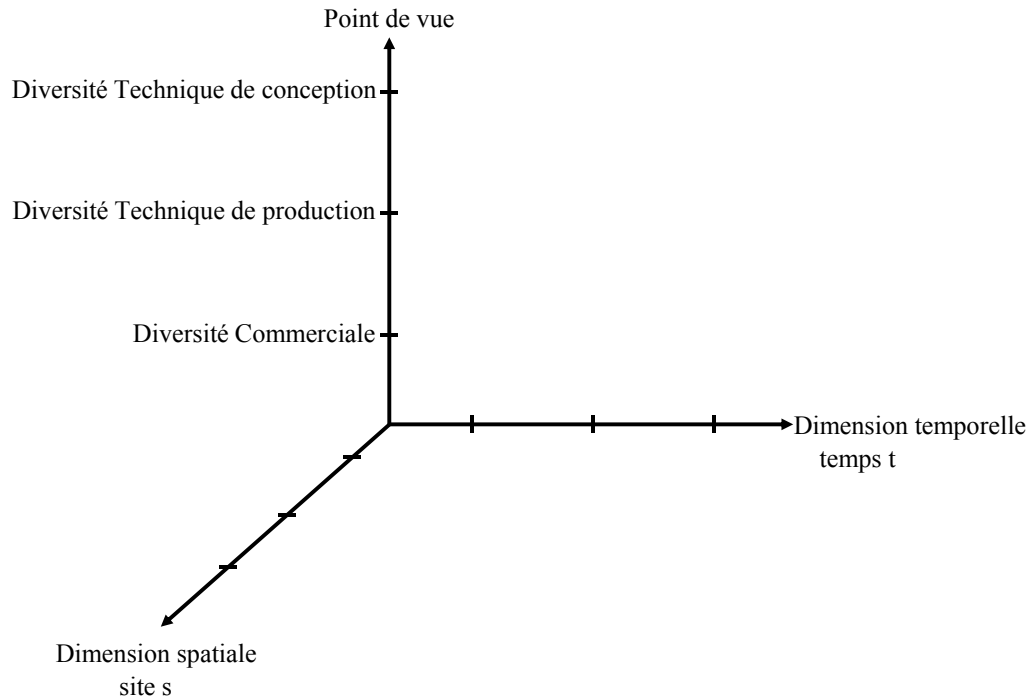 Point de vue
Diversité Technique de conception
Diversité Technique de production
Diversité Commerciale
Dimension temporelle
temps t
Dimension spatiale
site s